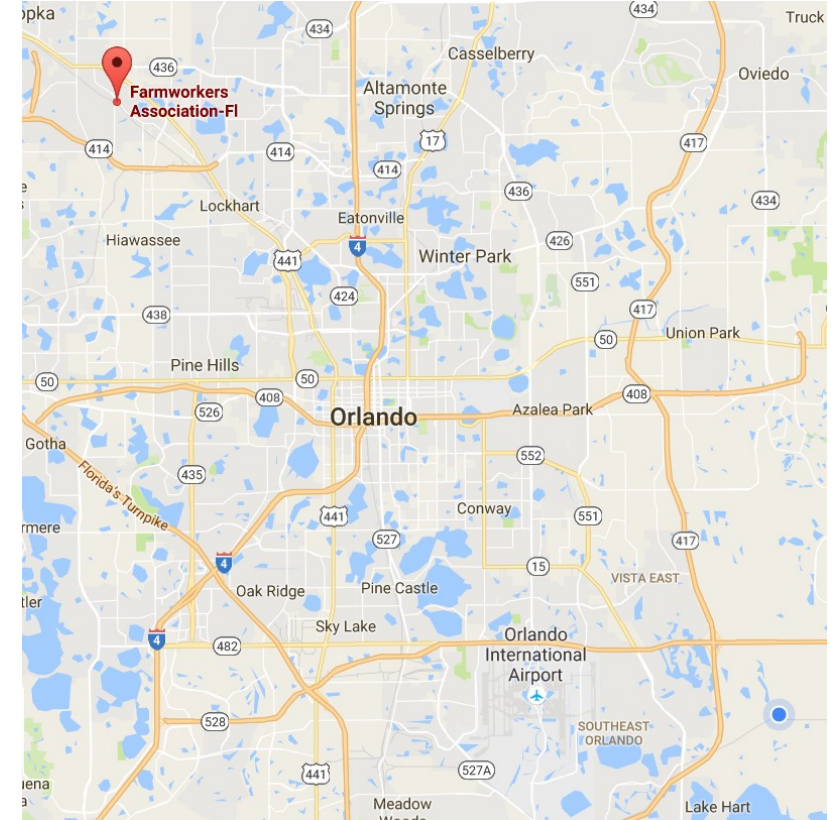 opka
434
434
Truck
436
Casselberry
Oviedo
Farmworkers
Association-Fl
Altamonte
Springs
17
417
414
414
414
436
434
Lockhart
Eatonville
Hiawassee
4
426
441
Winter Park
551
424
417
438
Union Park
50
Pine Hills
50
50
408
408
526
Orlando
Azalea Park
Gotha
552
435
Florida's Turnpike
441
Conway
551
rmere
527
417
4
15
VISTA EAST
Oak Ridge
Pine Castle
tler
Sky Lake
4
482
Orlando
International
Airport
528
SOUTHEAST
ORLANDO
441
527A
uena
a
Meadow
Lake Hart